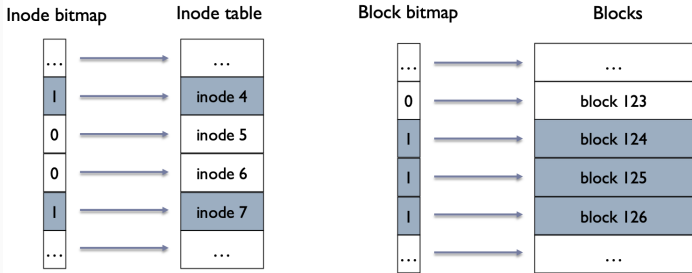 Inode bitmap Inode table Block bitmap Blocks
... ... ... ...
1 inode 4 0 block 123
0 inode 5 1 block 124
0 inode 6 1 block 125
1 inode 7 1 block 126
... ... ... ...